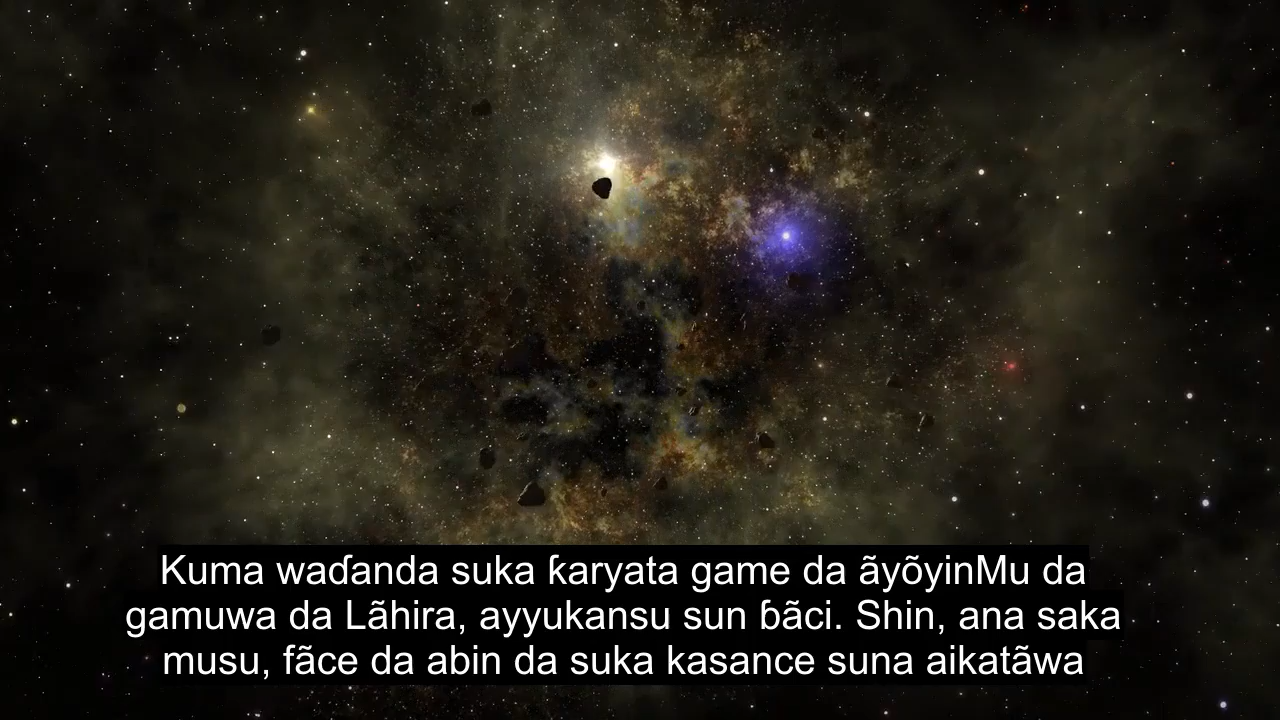 Kuma waɗanda suka ƙaryata game da ãyõyinMu da
gamuwa da Lãhira, ayyukansu sun ɓãci. Shin, ana saka
musu, fãce da abin da suka kasance suna aikatãwa